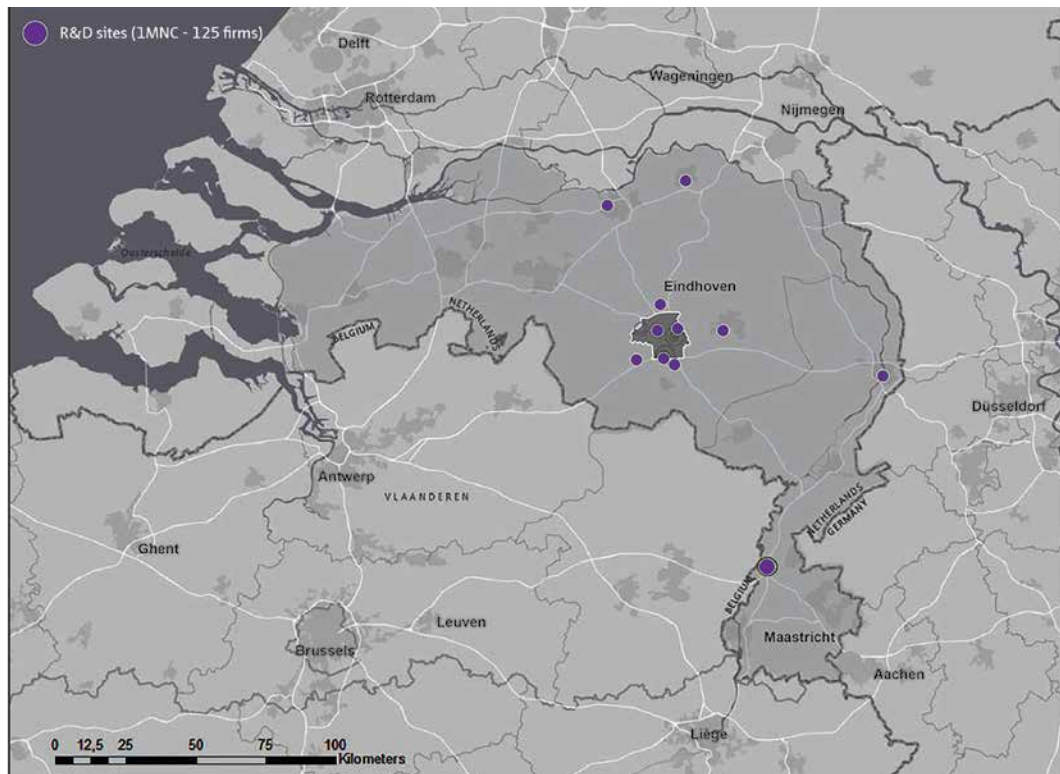 R&D sites (1MNC - 125 firms)
Delft
Rotterdam
Wageningen
Nijmegen
Oosterschelde
Eindhoven
BELGIUM
NETHERLANDS
Düsseldorf
Antwerp
VLAANDEREN
NETHERLANDS
GERMANY
Ghent
BELGIUM
Leuven
Maastricht
Brussels
Aachen
Liège
0 12,5 25 50 75 100
Kilometers